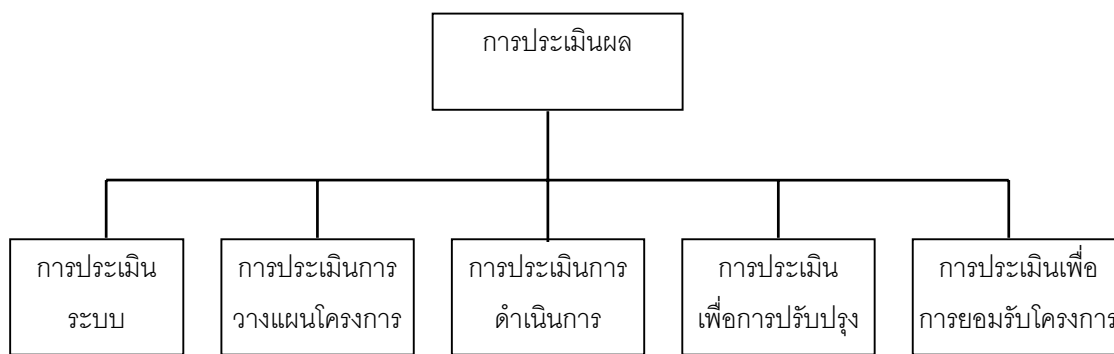 การประเมินผล
การประเมิน
ระบบ
การประเมินการ
วางแผนโครงการ
การประเมินการ
ดำเนินการ
การประเมิน
เพื่อการปรับปรุง
การประเมินเพื่อ
การยอมรับโครงการ